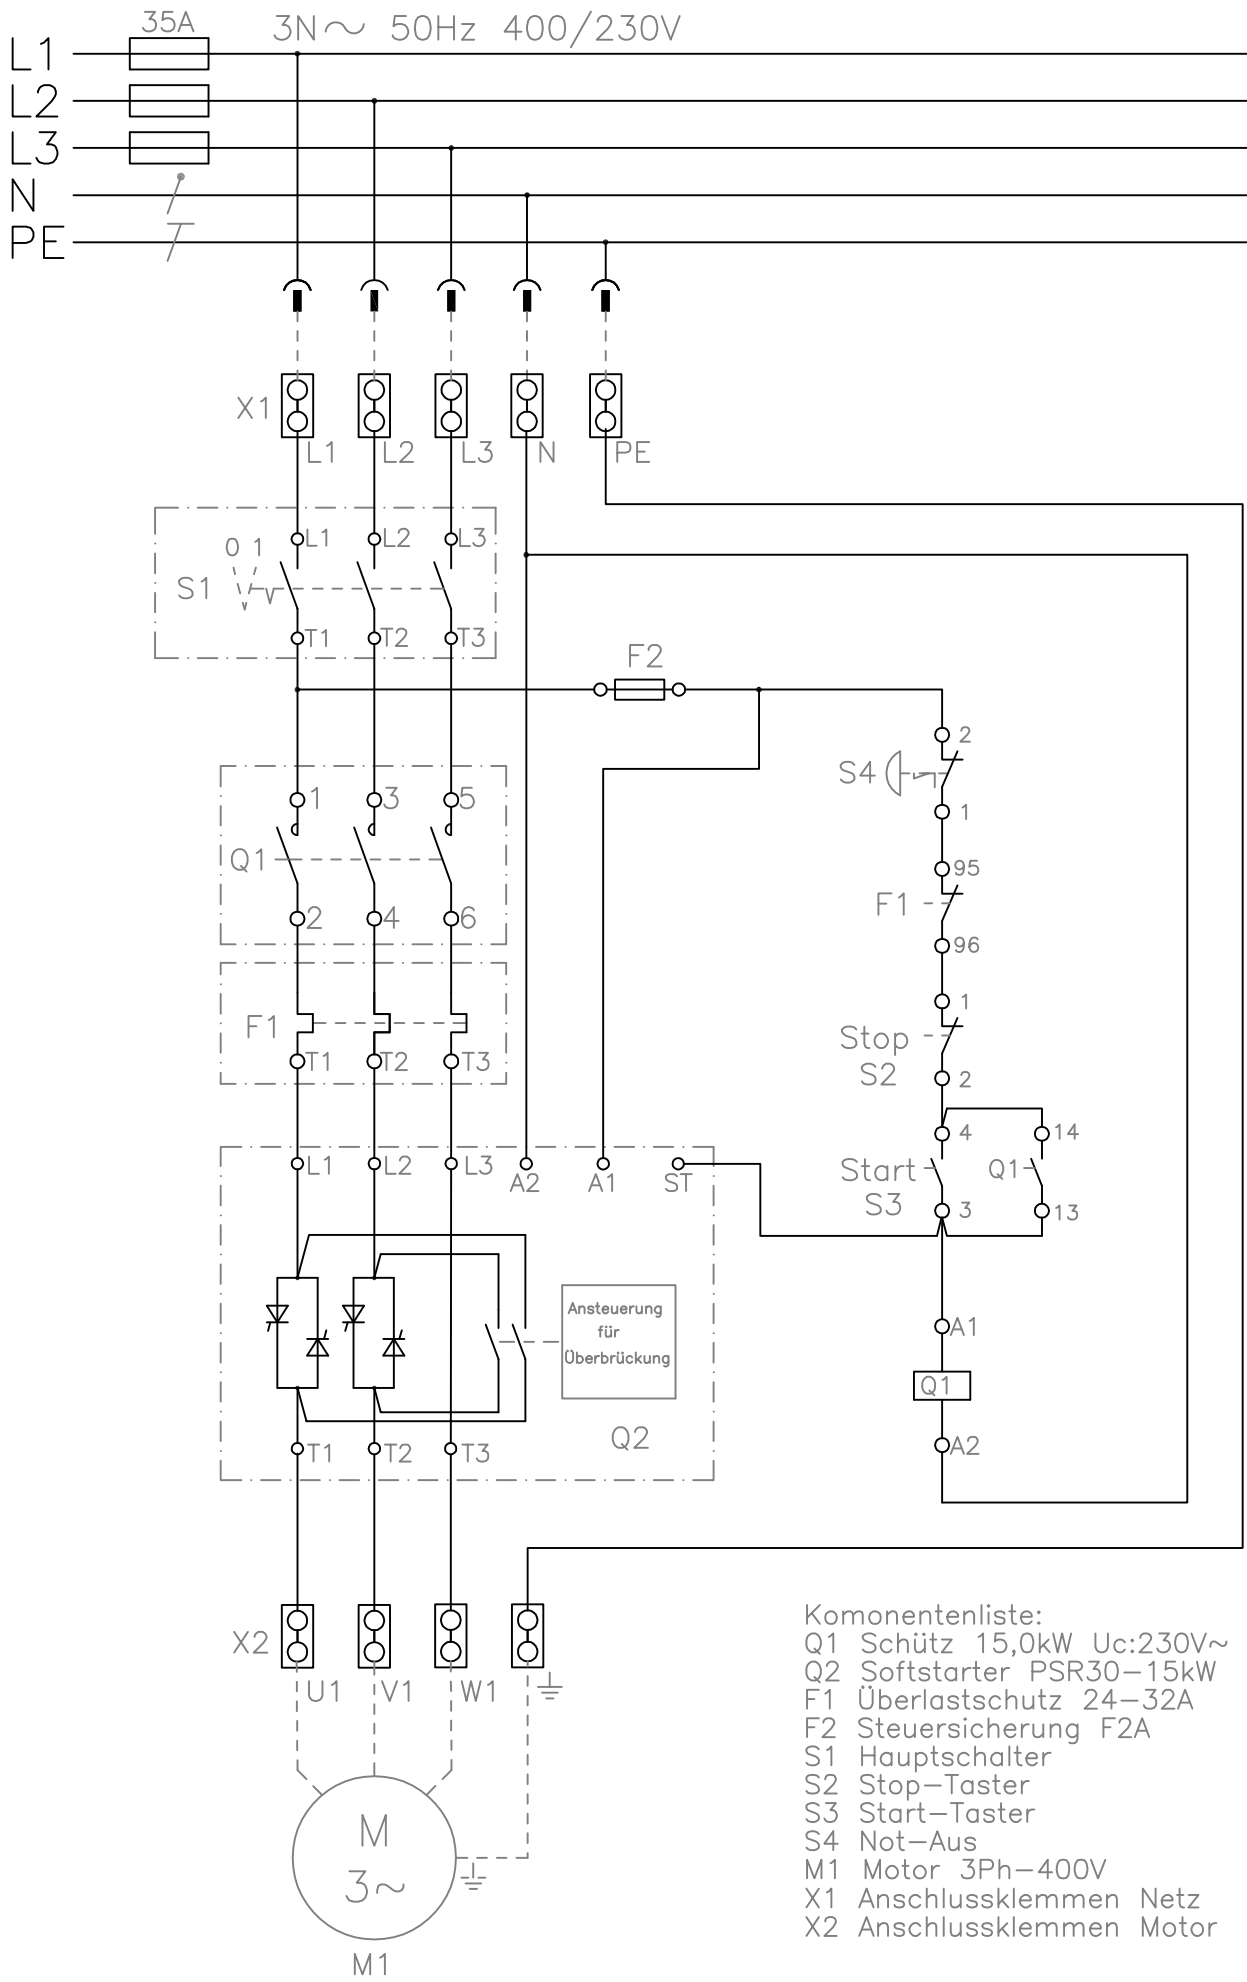 35A 3N~ 50Hz 400/230V
L1
L2
L3
N
PE
X1
L1 L2 L3 N PE
0 1
L1 L2 L3
S1
T1 T2 T3
F2
2
S4
1
1 3 5
Q1
2 4 6
95
F1
96
F1
T1 T2 T3
1
Stop
S2 2
4 14
L1 L2 L3 A2 A1 ST
Start Q1
S3 3 13
Ansteuerung
für
Überbrückung
A1
Q1
A2
Q2
T1 T2 T3
X2
U1 V1 W1
M
3~
M1
Komonentenliste:
Q1 Schütz 15,0kW Uc:230V~
Q2 Softstarter PSR30-15kW
F1 Überlastschutz 24-32A
F2 Steuersicherung F2A
S1 Hauptschalter
S2 Stop-Taster
S3 Start-Taster
S4 Not-Aus
M1 Motor 3Ph-400V
X1 Anschlussklemmen Netz
X2 Anschlussklemmen Motor